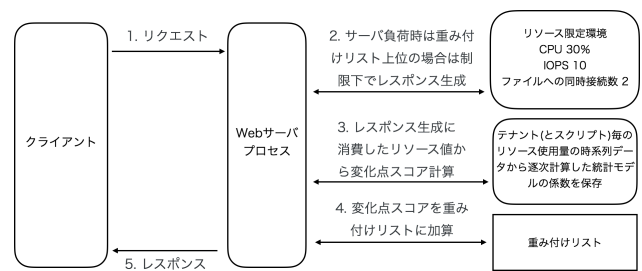 クライアント
1. リクエスト
Webサーバ
プロセス
2. サーバ負荷時は重み付
けリスト上位の場合は制
限下でレスポンス生成
リソース限定環境
CPU 30%
IOPS 10
ファイルへの同時接続数 2
3. レスポンス生成に
消費したリソース値か
ら変化点スコア計算
テナント(とスクリプト)毎の
リソース使用量の時系列デー
タから逐次計算した統計モデ
ルの係数を保存
4. 変化点スコアを重み
付けリストに加算
重み付けリスト
5. レスポンス